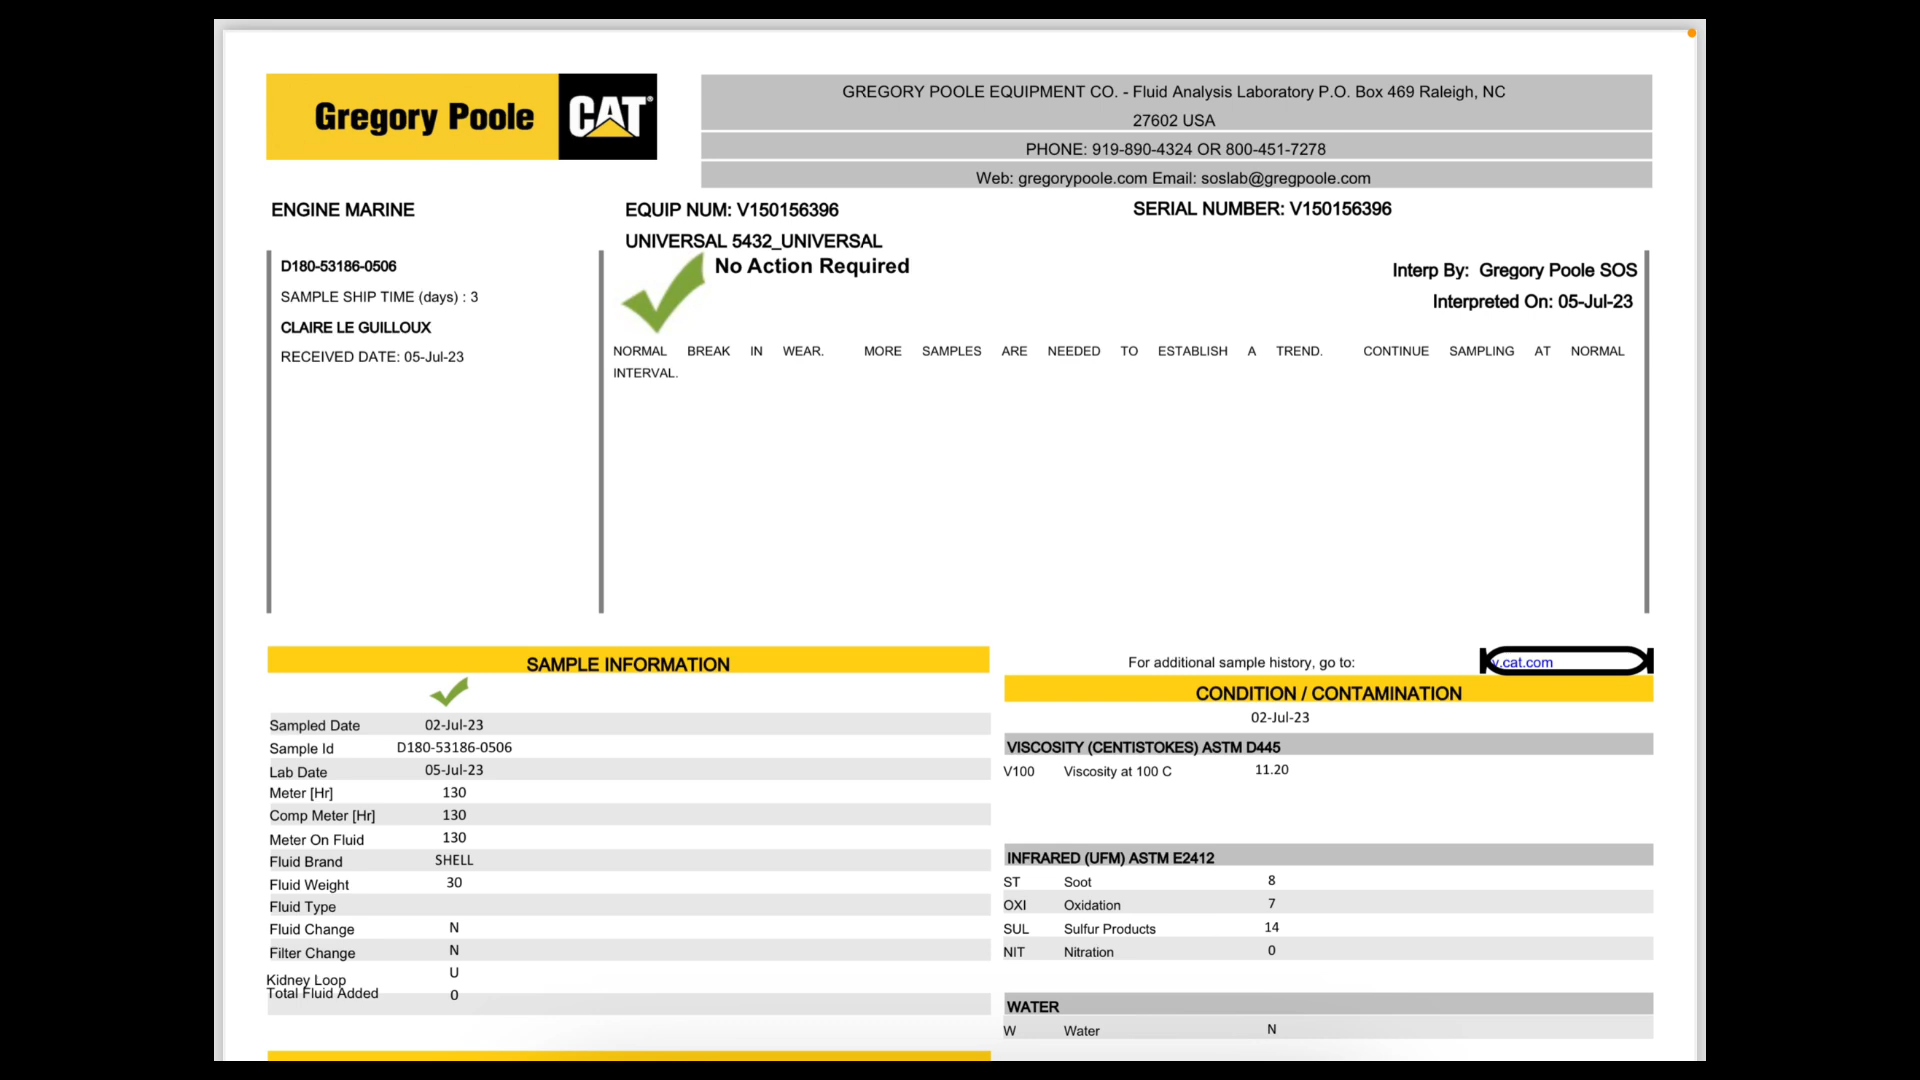 Gregory Poole CAT®
GREGORY POOLE EQUIPMENT CO. - Fluid Analysis Laboratory P.O. Box 469 Raleigh, NC
27602 USA
PHONE: 919-890-4324 OR 800-451-7278
Web: gregorypoole.com Email: soslab@gregpoole.com
ENGINE MARINE
EQUIP NUM: V150156396
SERIAL NUMBER: V150156396
UNIVERSAL 5432_UNIVERSAL
D180-53186-0506
SAMPLE SHIP TIME (days) : 3
CLAIRE LE GUILLOUX
RECEIVED DATE: 05-Jul-23
No Action Required
Interp By: Gregory Poole SOS
Interpreted On: 05-Jul-23
NORMAL BREAK IN WEAR. MORE SAMPLES ARE NEEDED TO ESTABLISH A TREND. CONTINUE SAMPLING AT NORMAL
INTERVAL.
SAMPLE INFORMATION
Sampled Date 02-Jul-23
Sample Id D180-53186-0506
Lab Date 05-Jul-23
Meter [Hr] 130
Comp Meter [Hr] 130
Meter On Fluid 130
Fluid Brand SHELL
Fluid Weight 30
Fluid Type
Fluid Change N
Filter Change N
Kidney Loop U
Total Fluid Added 0
For additional sample history, go to: .cat.com
CONDITION / CONTAMINATION
02-Jul-23
VISCOSITY (CENTISTOKES) ASTM D445
V100 Viscosity at 100 C 11.20
INFRARED (UFM) ASTM E2412
ST Soot 8
OXI Oxidation 7
SUL Sulfur Products 14
NIT Nitration 0
WATER
W Water N